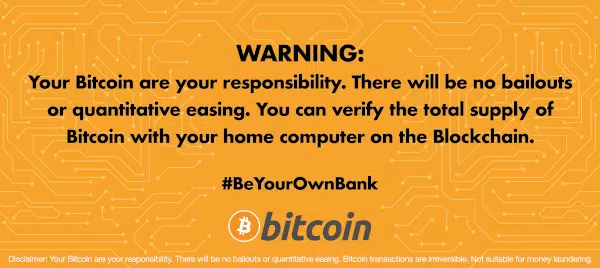 WARNING:
Your Bitcoin are your responsibility. There will be no bailouts
or quantitative easing. You can verify the total supply of
Bitcoin with your home computer on the Blockchain.
#BeYourOwnBank
bitcoin
Disclaimer: Your Bitcoin are your responsibility. There will be no bailouts or quantitative easing. Bitcoin transactions are irreversible. Not suitable for money laundering.